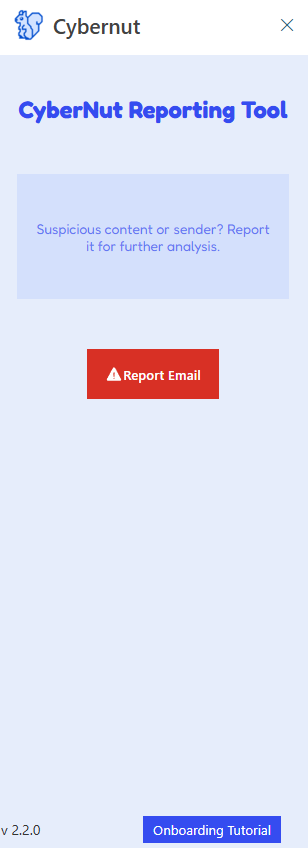 Cybernut
CyberNut Reporting Tool
Suspicious content or sender? Report
it for further analysis.
Report Email
v 2.2.0
Onboarding Tutorial